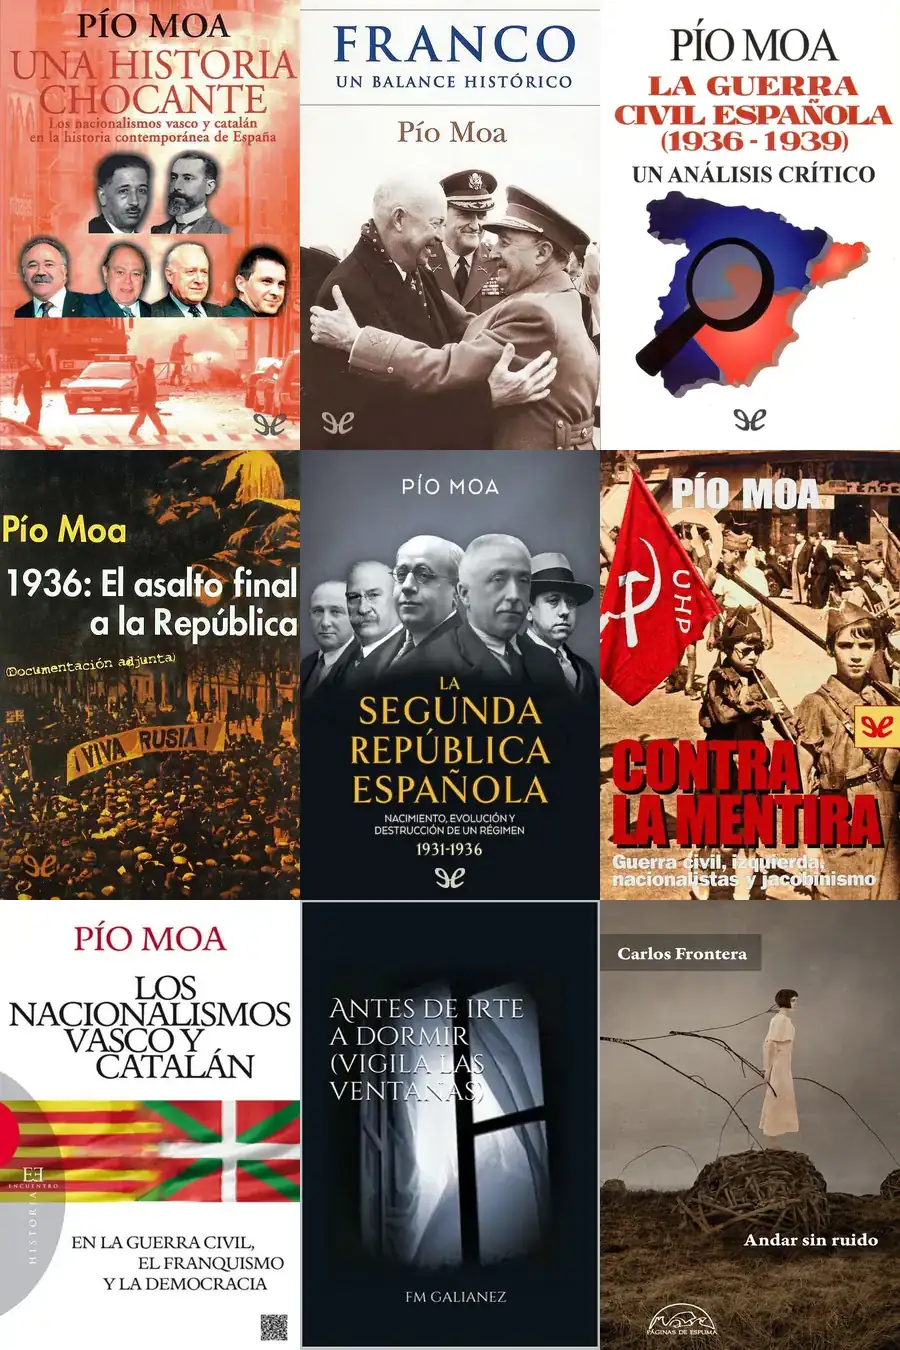 PÍO MOA
UNA HISTORIA
CHOCANTE
Los nacionalismos vasco y catalán
en la historia contemporánea de España
FRANCO
UN BALANCE HISTÓRICO
Pío Moa
PÍO MOA
LA GUERRA
CIVIL ESPAÑOLA
(1936 - 1939)
UN ANÁLISIS CRÍTICO
Pío Moa
1936: El asalto final
a la República
(Documentación adjunta)
¡VIVA RUSIA!
PÍO MOA
LA
SEGUNDA
REPÚBLICA
ESPAÑOLA
NACIMIENTO, EVOLUCIÓN Y
DESTRUCCIÓN DE UN RÉGIMEN
1931-1936
PÍO MOA
UHP
CONTRA
LA MENTIRA
Guerra civil, izquierda,
nacionalistas y jacobinismo
PÍO MOA
LOS
NACIONALISMOS
VASCO Y
CATALÁN
EE
ENCUENTRO
HISTORIA
EN LA GUERRA CIVIL,
EL FRANQUISMO
Y LA DEMOCRACIA
ANTES DE IRTE
A DORMIR
(VIGILA LAS
VENTANAS)
FM GALIANEZ
Carlos Frontera
Andar sin ruido
PÁGINAS DE ESPUMA